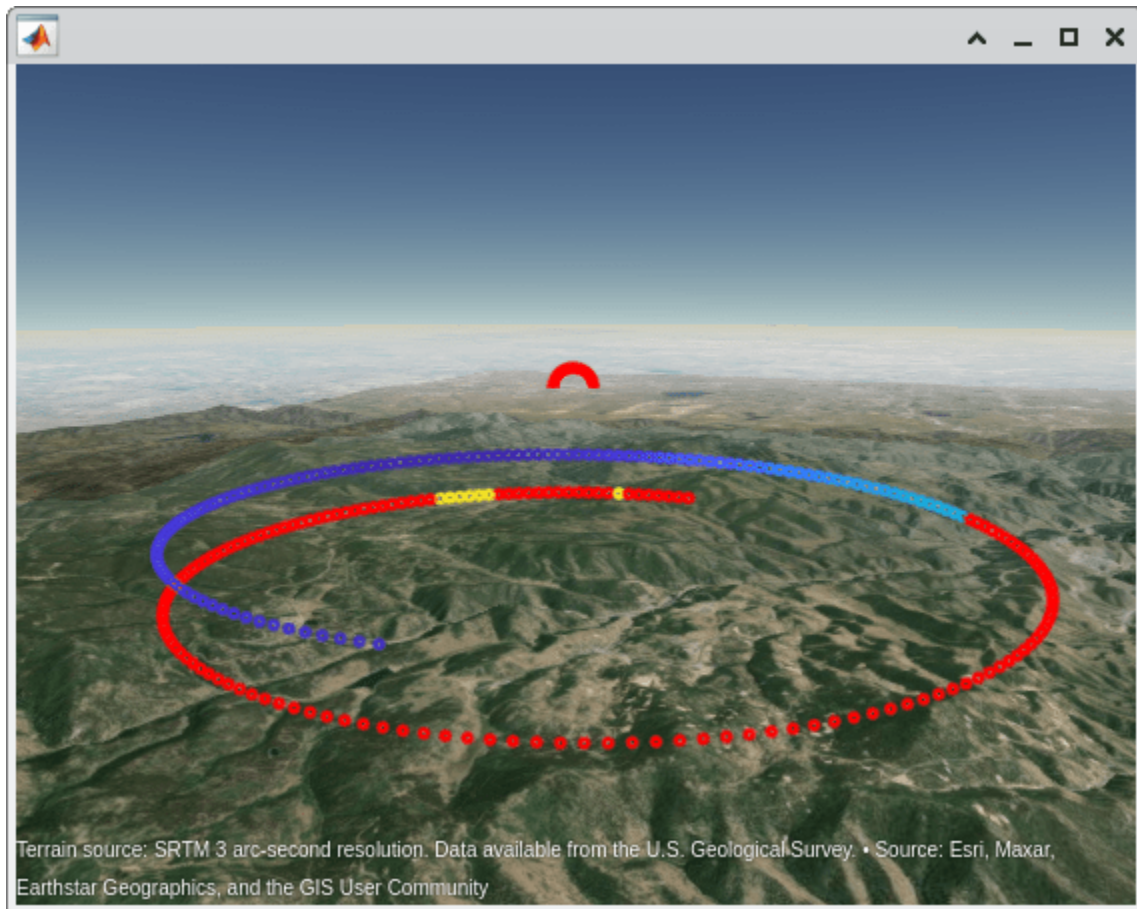 Terrain source: SRTM 3 arc-second resolution. Data available from the U.S. Geological Survey. • Source: Esri, Maxar,
Earthstar Geographics, and the GIS User Community